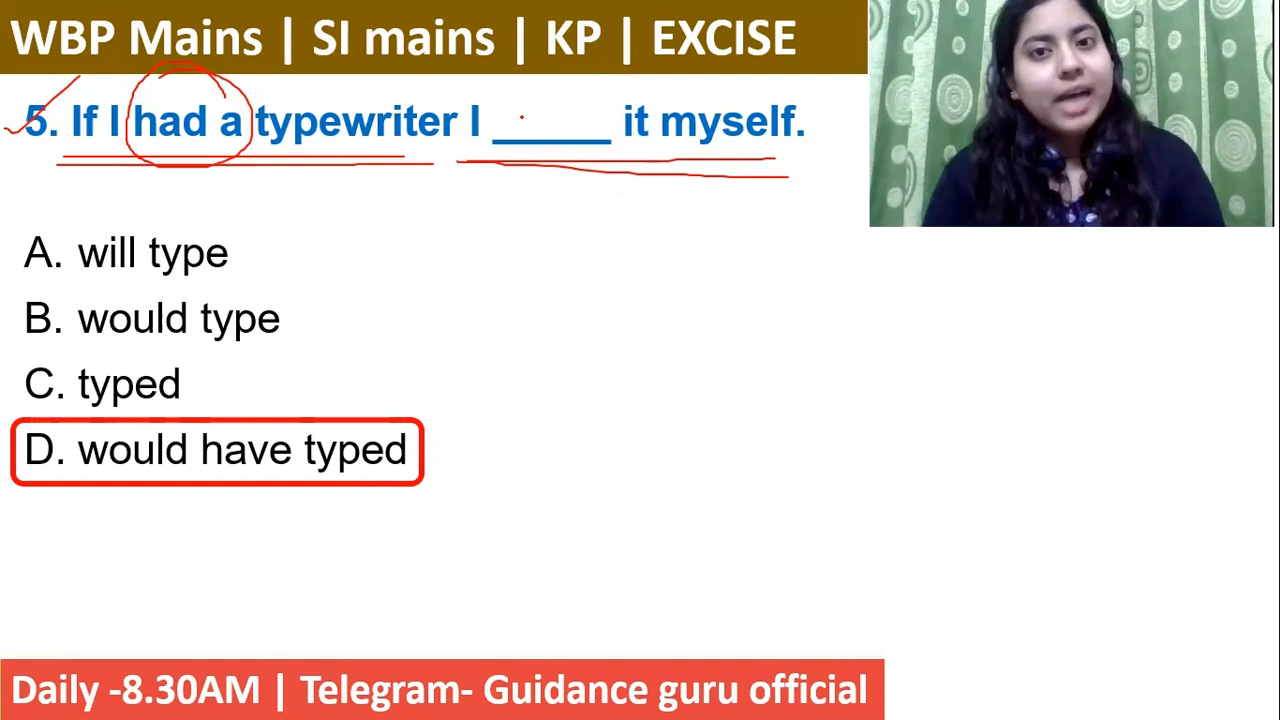 WBP Mains | SI mains | KP | EXCISE
5. If I had a typewriter I ______ it myself.
A. will type
B. would type
C. typed
D. would have typed
Daily -8.30AM | Telegram- Guidance guru official